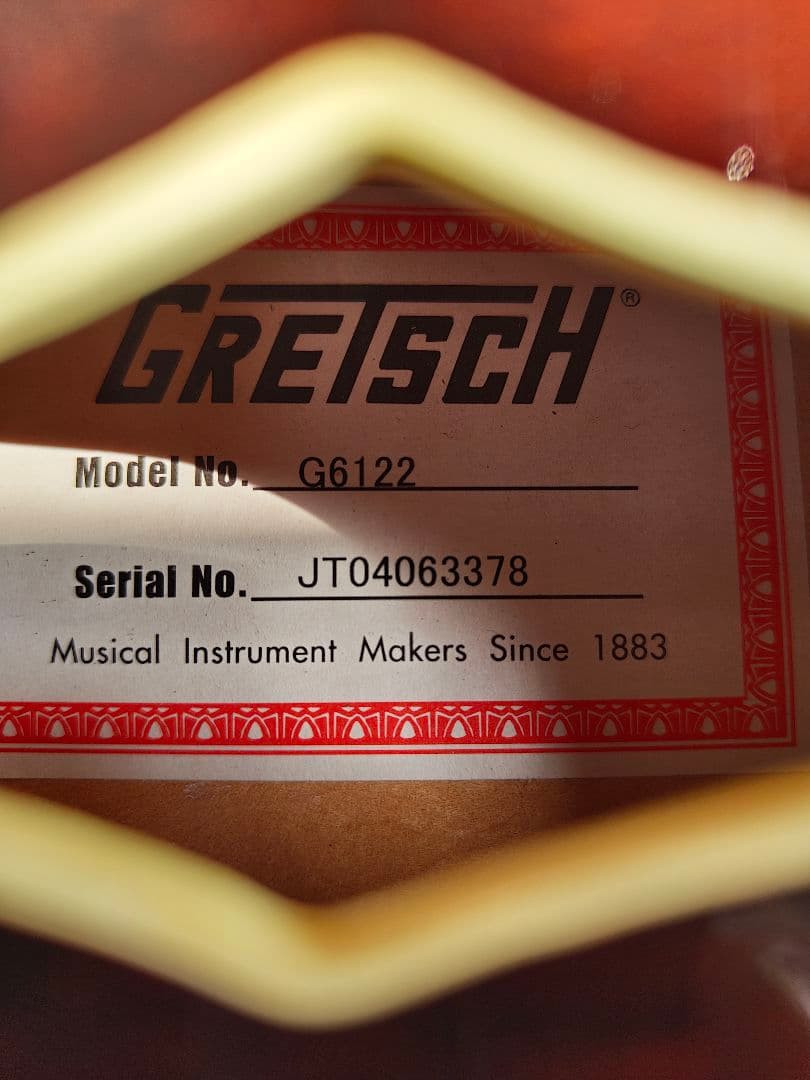 GRETSCH®
Model No. G6122
Serial No. JT04063378
Musical Instrument Makers Since 1883